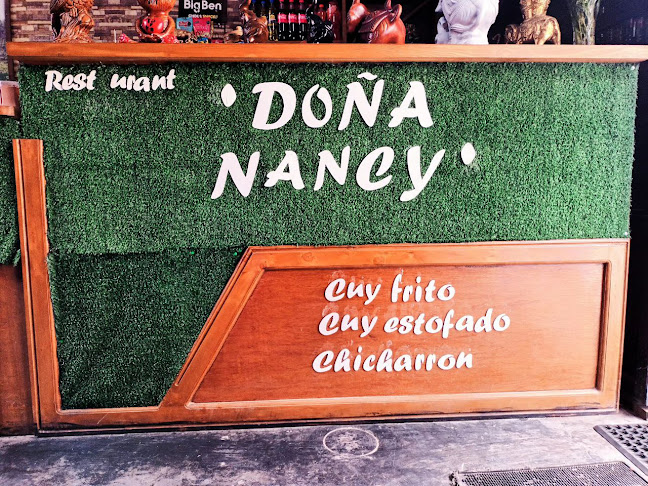 BigBen
Rest urant
'DOÑA
NANCY'
Cuy frito
Cuy estofado
Chicharron